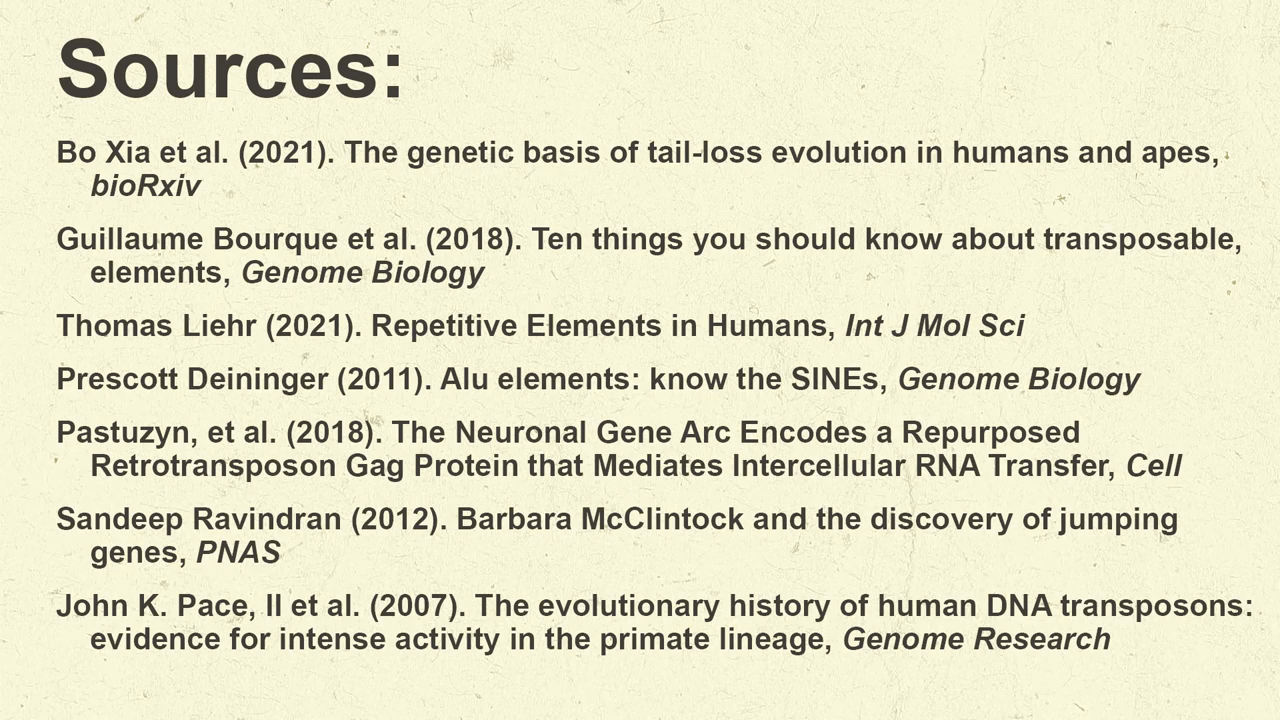 Sources:
Bo Xia et al. (2021). The genetic basis of tail-loss evolution in humans and apes,
bioRxiv
Guillaume Bourque et al. (2018). Ten things you should know about transposable,
elements, Genome Biology
Thomas Liehr (2021). Repetitive Elements in Humans, Int J Mol Sci
Prescott Deininger (2011). Alu elements: know the SINEs, Genome Biology
Pastuzyn, et al. (2018). The Neuronal Gene Arc Encodes a Repurposed
Retrotransposon Gag Protein that Mediates Intercellular RNA Transfer, Cell
Sandeep Ravindran (2012). Barbara McClintock and the discovery of jumping
genes, PNAS
John K. Pace, II et al. (2007). The evolutionary history of human DNA transposons:
evidence for intense activity in the primate lineage, Genome Research